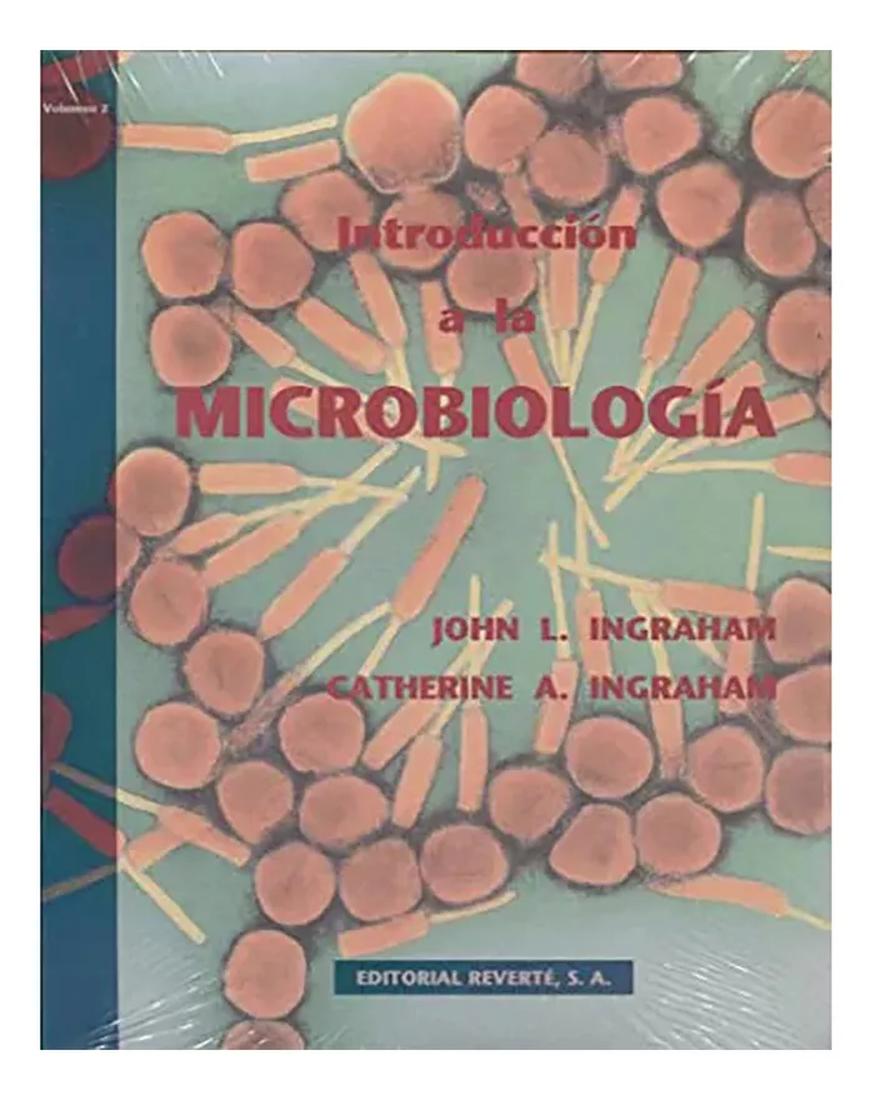 Volumen 2
Introducción
a la
MICROBIOLOGíA
JOHN L. INGRAHAM
CATHERINE A. INGRAHAM
EDITORIAL REVERTÉ, S. A.